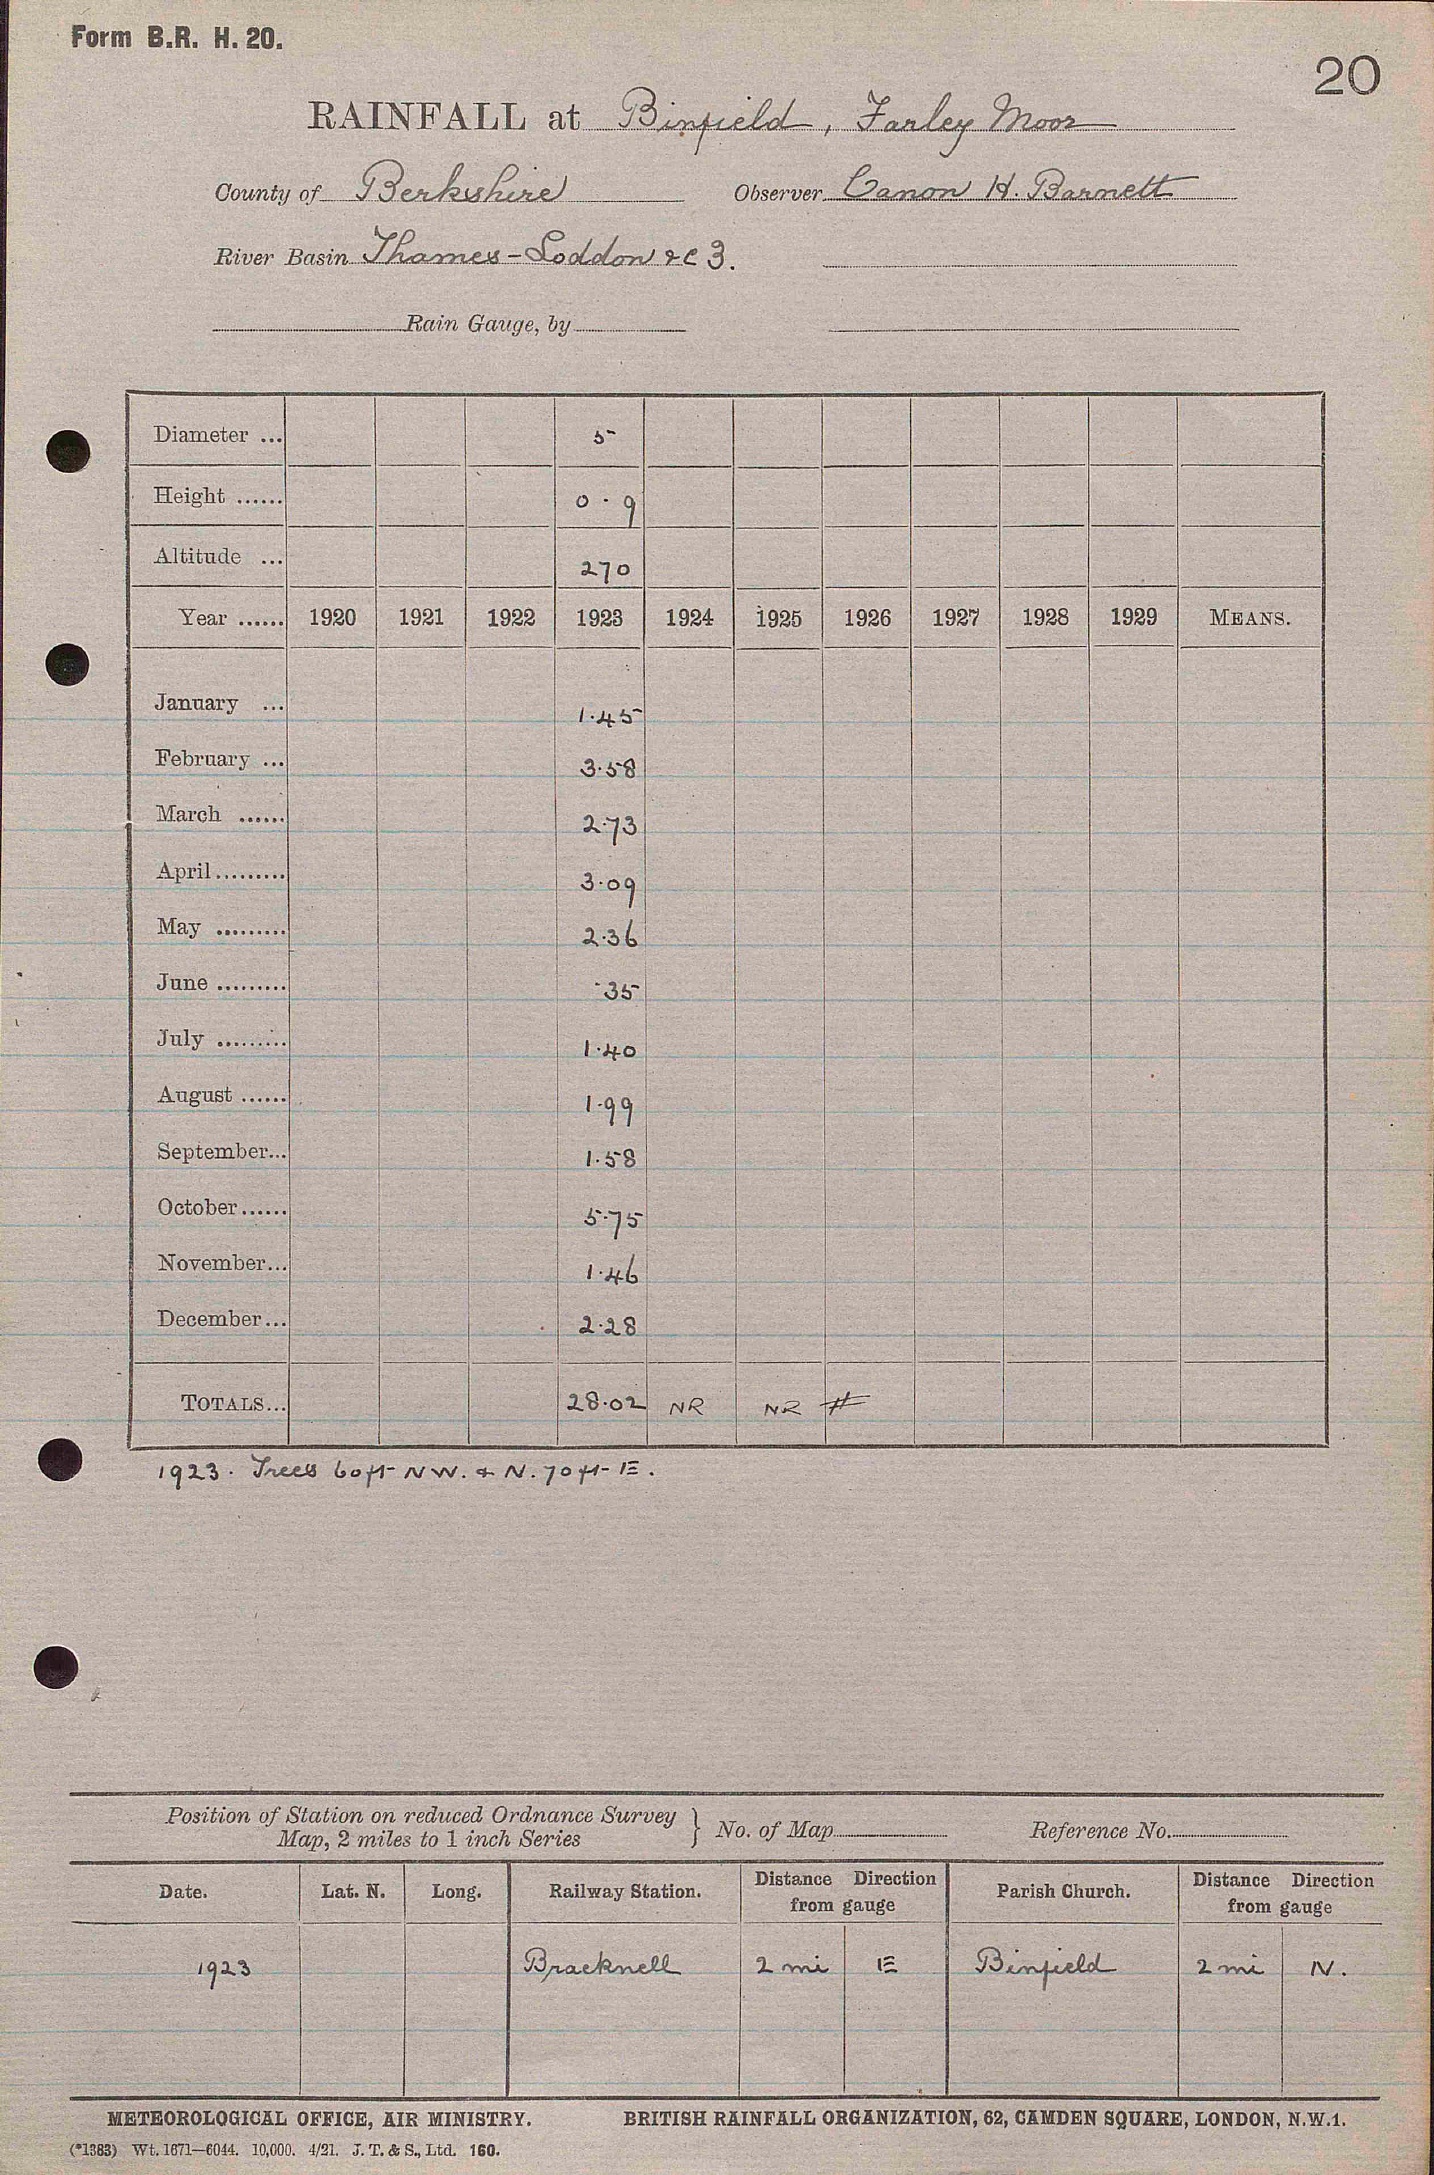 Form B.R. H. 20.
20
RAINFALL at Binfield, Farley Moor
County of Berkshire Observer Canon H. Barnett
River Basin Thames-Loddon &c 3.
Rain Gauge, by
Diameter ... 5
Height ...... 0.9
Altitude ... 270
Year ...... 1920 1921 1922 1923 1924 1925 1926 1927 1928 1929 MEANS.
January ... 1.45
February ... 3.58
March ...... 2.73
April ......... 3.09
May ......... 2.36
June ......... .35
July ......... 1.40
August ...... 1.99
September... 1.58
October ...... 5.75
November... 1.46
December... 2.28
TOTALS... 28.02 NR NR #
1923. Trees 60ft NW. & N. 70ft E.
Position of Station on reduced Ordnance Survey
Map, 2 miles to 1 inch Series } No. of Map Reference No.
Date. Lat. N. Long. Railway Station. Distance Direction from gauge Parish Church. Distance Direction from gauge
1923 Bracknell 2 mi E Binfield 2 mi N.
METEOROLOGICAL OFFICE, AIR MINISTRY. BRITISH RAINFALL ORGANIZATION, 62, CAMDEN SQUARE, LONDON, N.W.1.
(*1383) Wt. 1671—6044. 10,000. 4/21. J. T. & S., Ltd. 160.